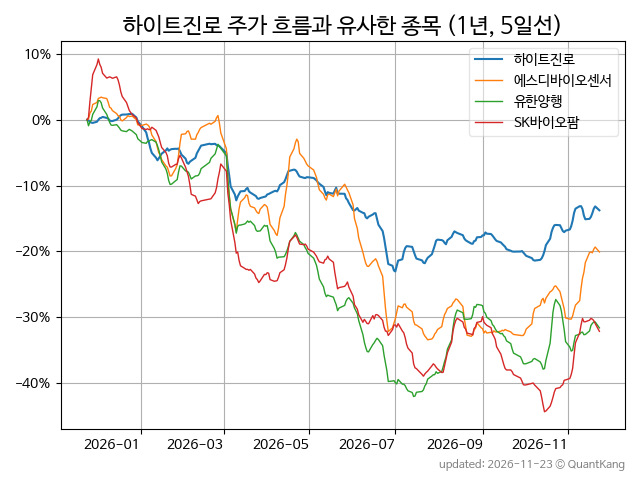 하이트진로 주가 흐름과 유사한 종목 (1년, 5일선)
하이트진로
에스디바이오센서
유한양행
SK바이오팜
10%
0%
−10%
−20%
−30%
−40%
2026-01 2026-03 2026-05 2026-07 2026-09 2026-11
updated: 2026-11-23 © QuantKang